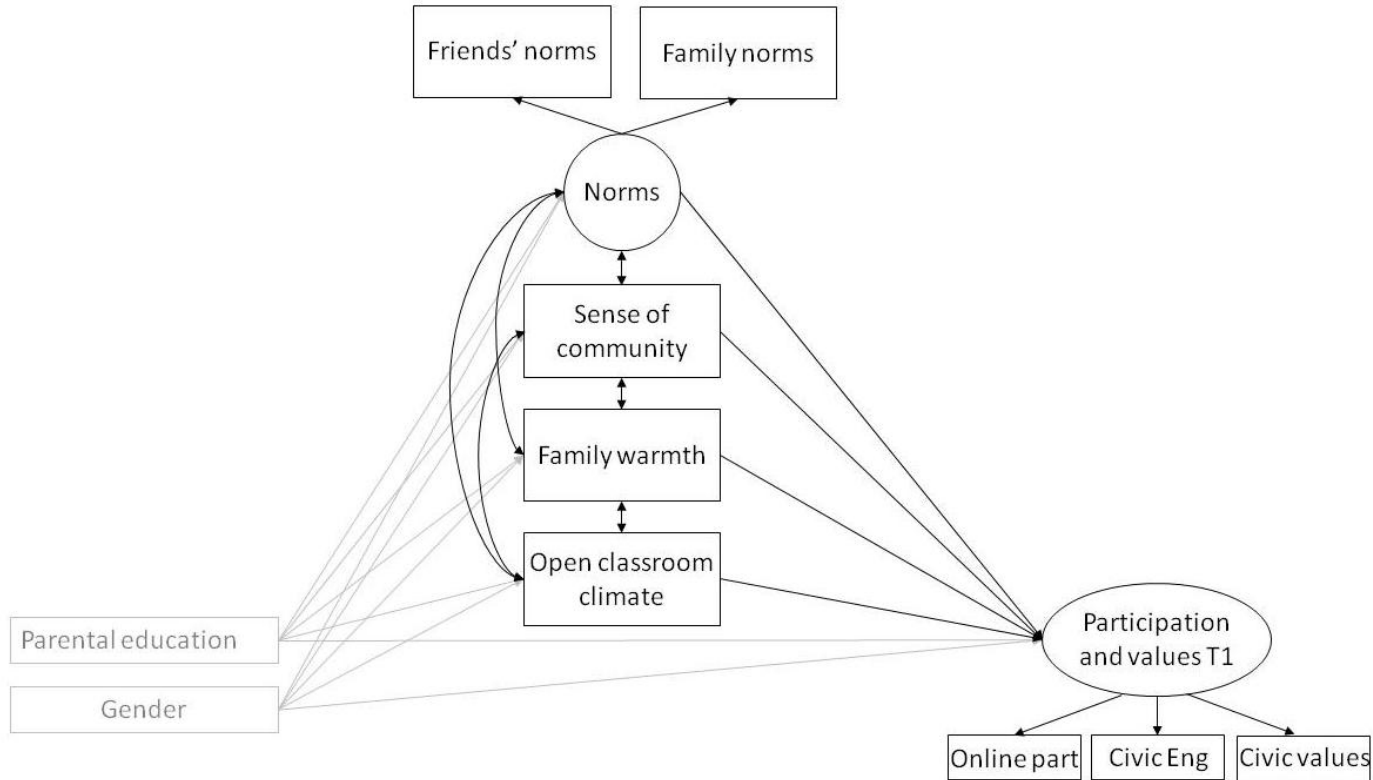 Friends’ norms
Family norms
Norms
Sense of
community
Family warmth
Open classroom
climate
Parental education
Gender
Participation
and values T1
Online part
Civic Eng
Civic values